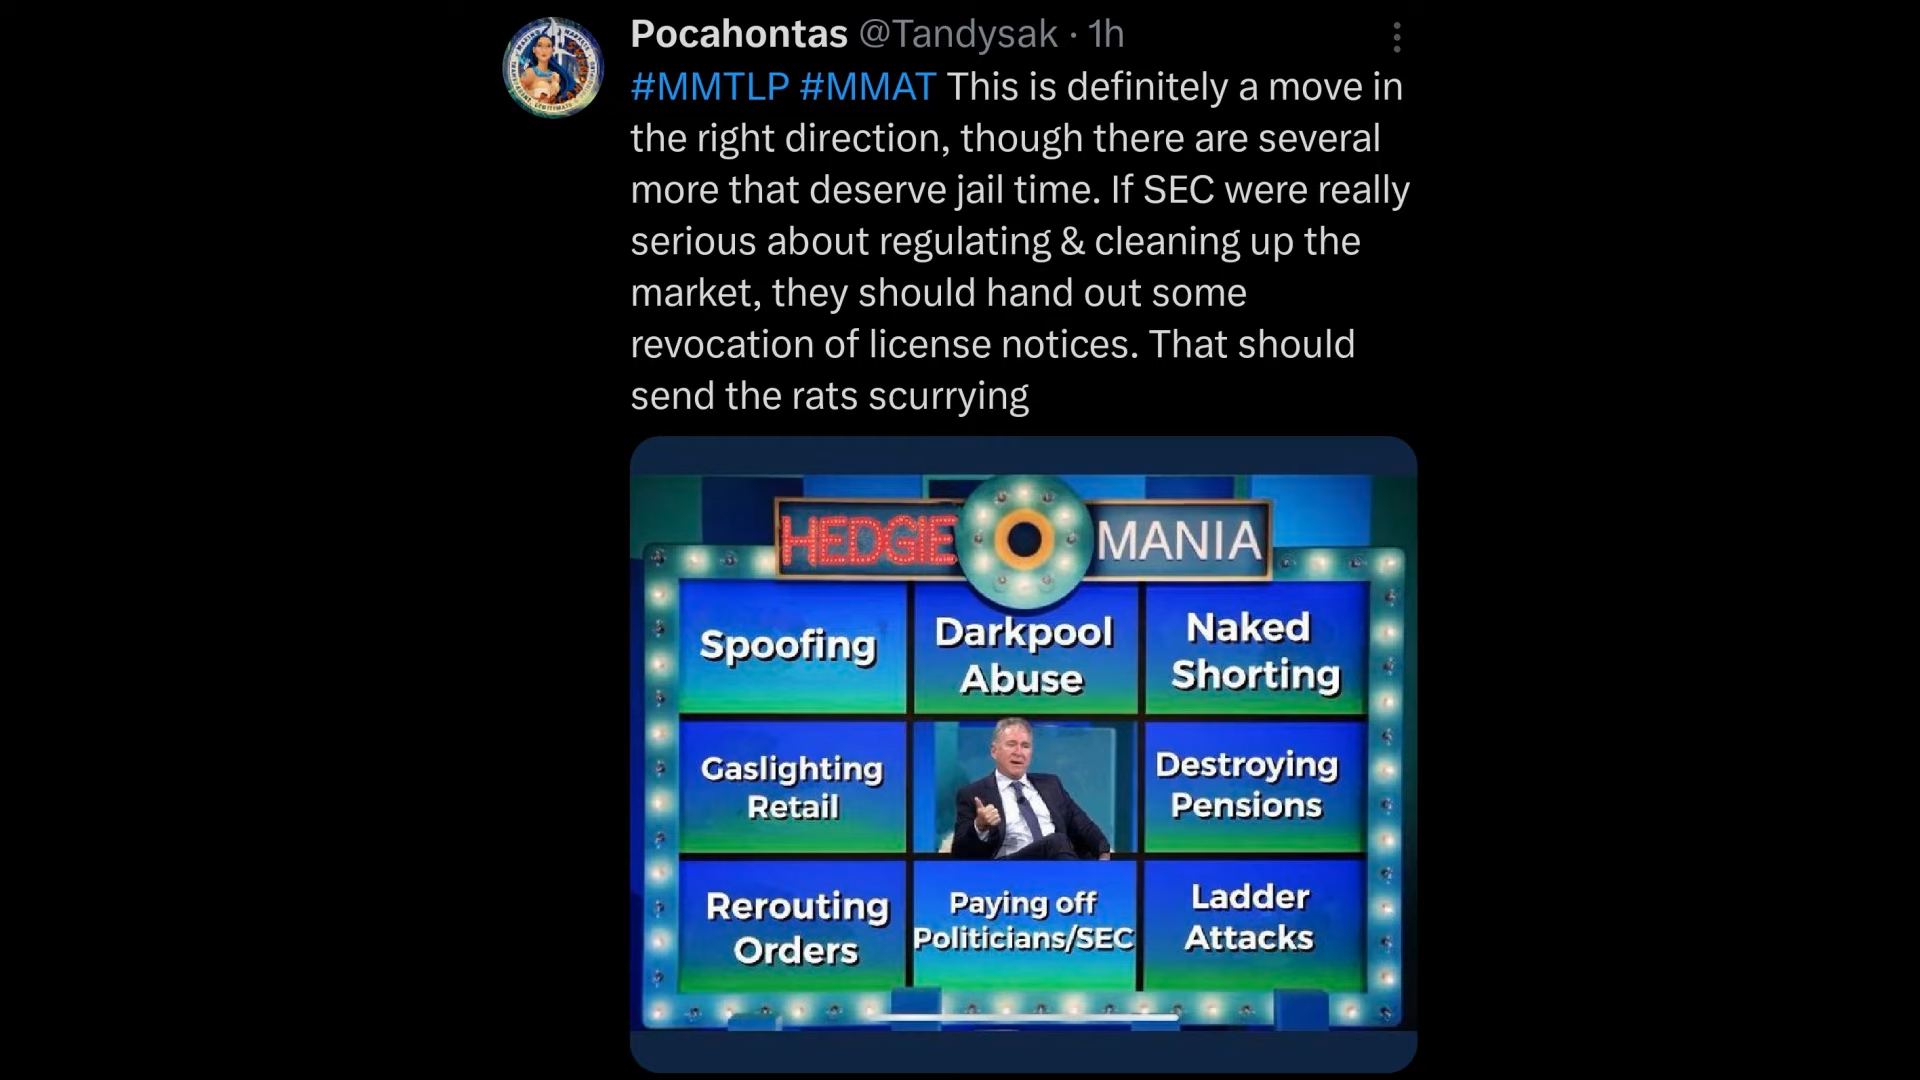 Pocahontas @Tandysak · 1h
#MMTLP #MMAT This is definitely a move in
the right direction, though there are several
more that deserve jail time. If SEC were really
serious about regulating & cleaning up the
market, they should hand out some
revocation of license notices. That should
send the rats scurrying
HEDGIE MANIA
Spoofing
Darkpool
Abuse
Naked
Shorting
Gaslighting
Retail
Destroying
Pensions
Rerouting
Orders
Paying off
Politicians/SEC
Ladder
Attacks